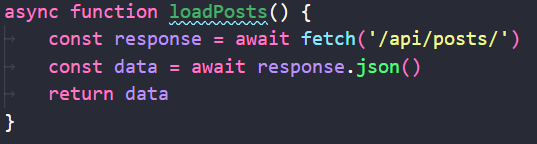 async function loadPosts() {
    const response = await fetch('/api/posts/')
    const data = await response.json()
    return data
}